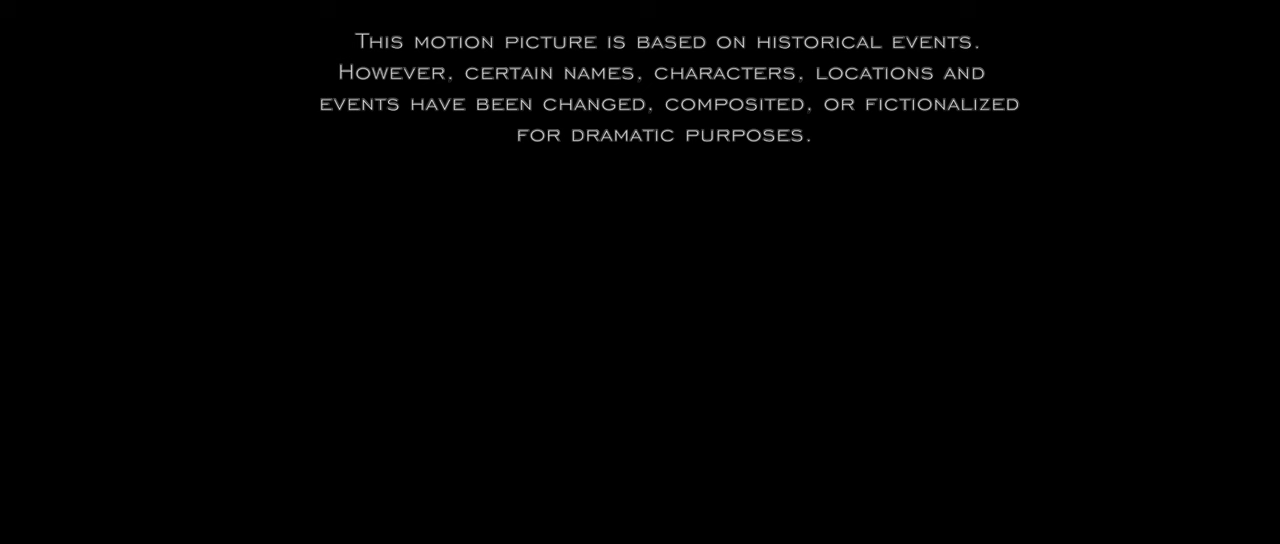 This motion picture is based on historical events.
However, certain names, characters, locations and
events have been changed, composited, or fictionalized
for dramatic purposes.